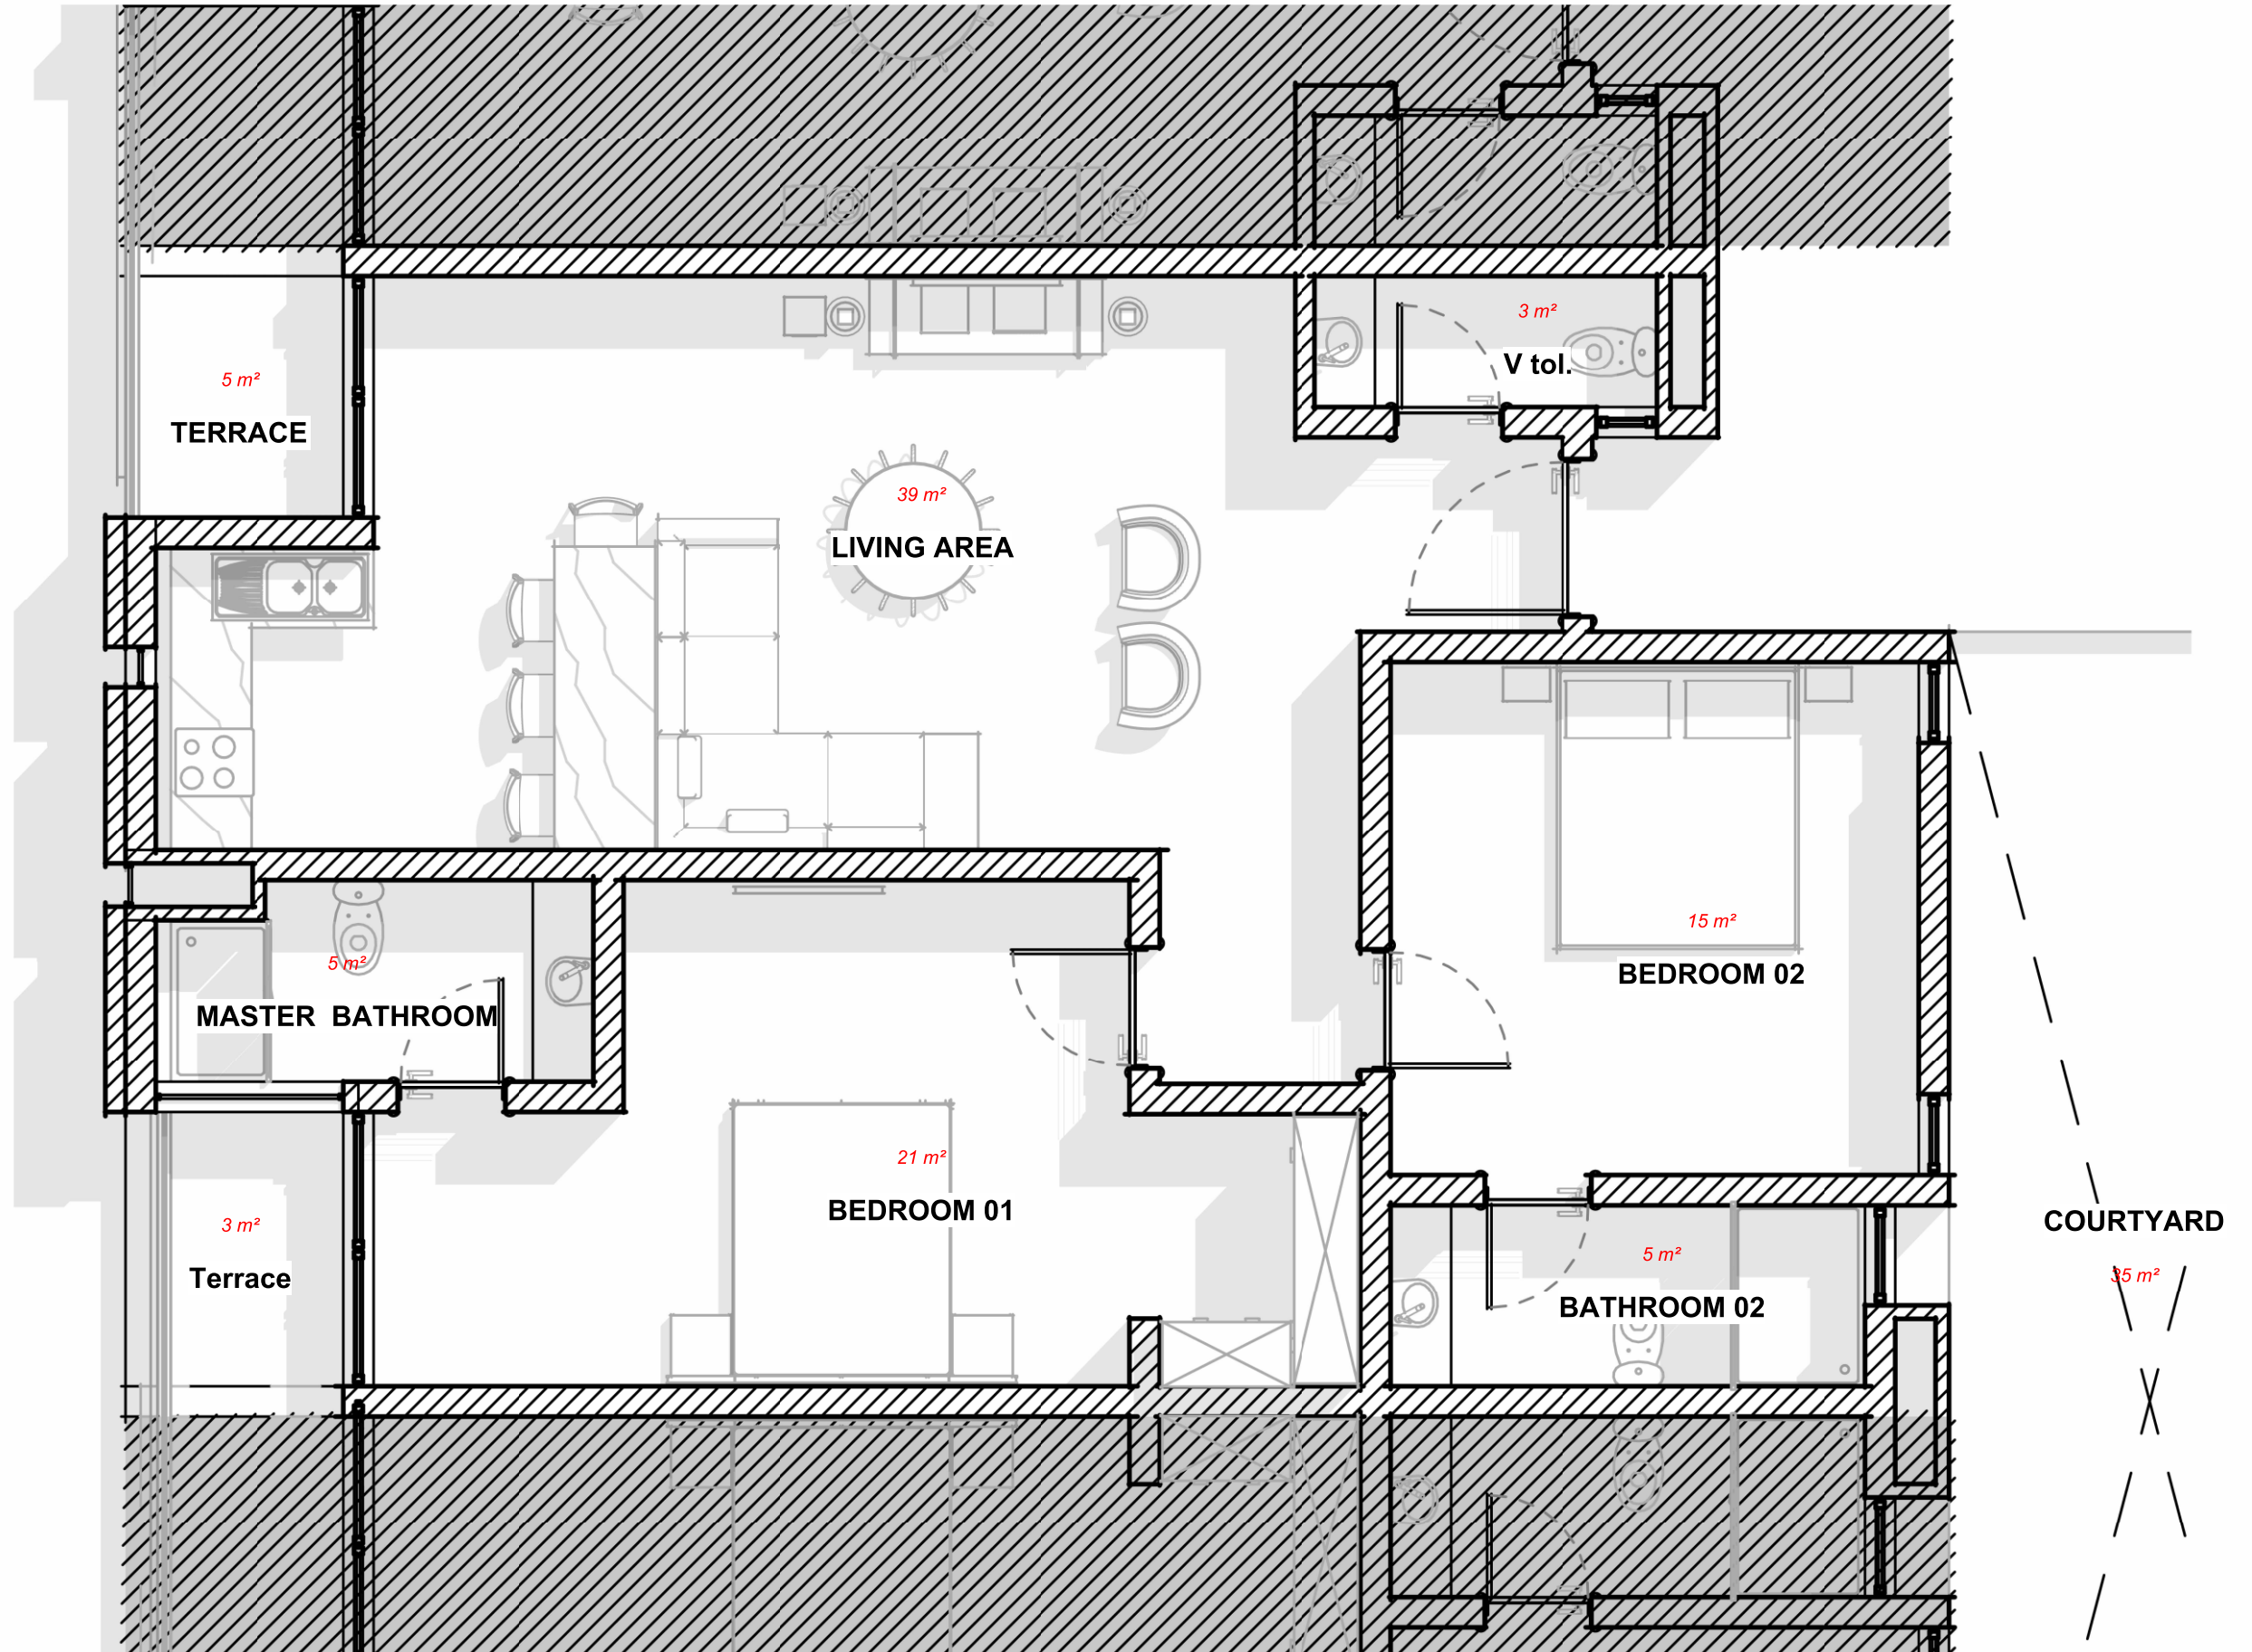 3 m²
V tol.
5 m²
TERRACE
39 m²
LIVING AREA
15 m²
BEDROOM 02
5 m²
MASTER BATHROOM
21 m²
BEDROOM 01
3 m²
Terrace
5 m²
BATHROOM 02
COURTYARD
35 m²